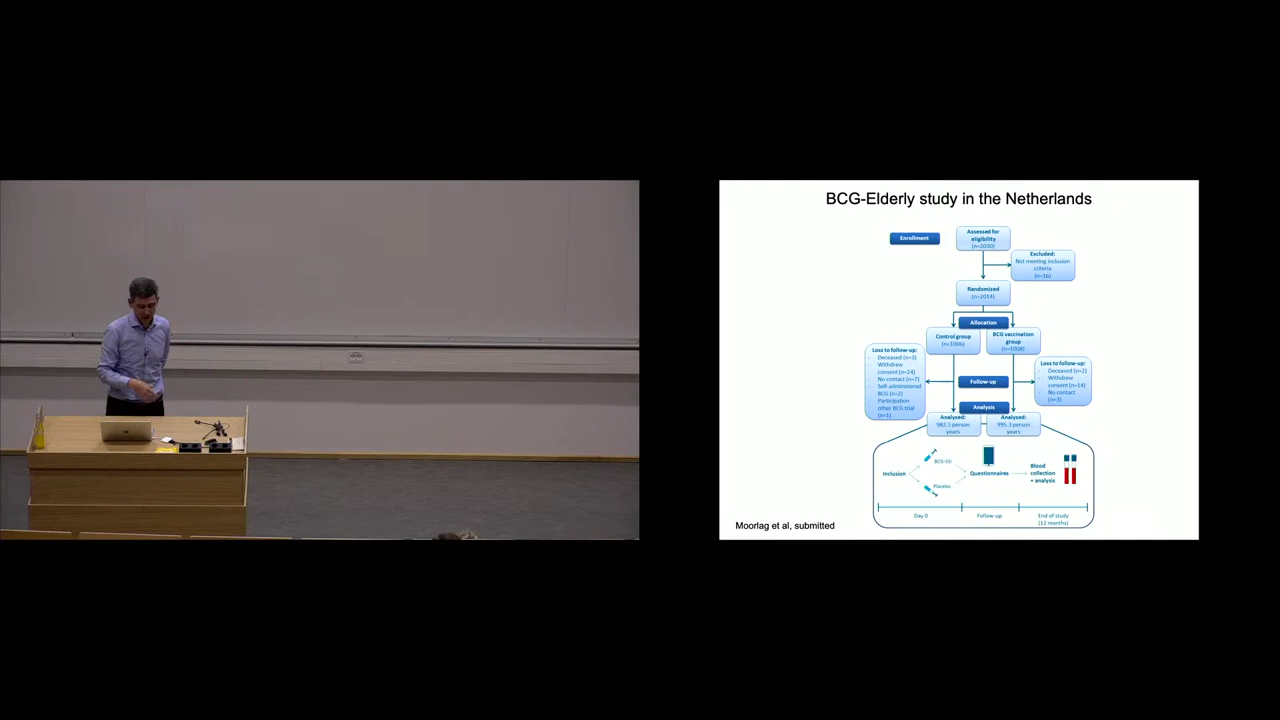 BCG-Elderly study in the Netherlands
Enrollment
Assessed for
eligibility
(n=2030)
Excluded:
Not meeting inclusion
criteria
(n=16)
Randomized
(n=2014)
Allocation
Control group
(n=1006)
BCG vaccination
group
(n=1008)
Loss to follow-up:
- Deceased (n=3)
- Withdrew
consent (n=24)
- No contact (n=7)
- Self-administered
BCG (n=2)
- Participation
other BCG trial
(n=1)
Follow-up
Loss to follow-up:
- Deceased (n=2)
- Withdrew
consent (n=14)
- No contact
(n=3)
Analysis
Analysed:
982.5 person
years
Analysed:
995.3 person
years
Inclusion
BCG-SSI
Placebo
Questionnaires
Blood
collection
+ analysis
Day 0
Follow-up
End of study
(12 months)
Moorlag et al, submitted